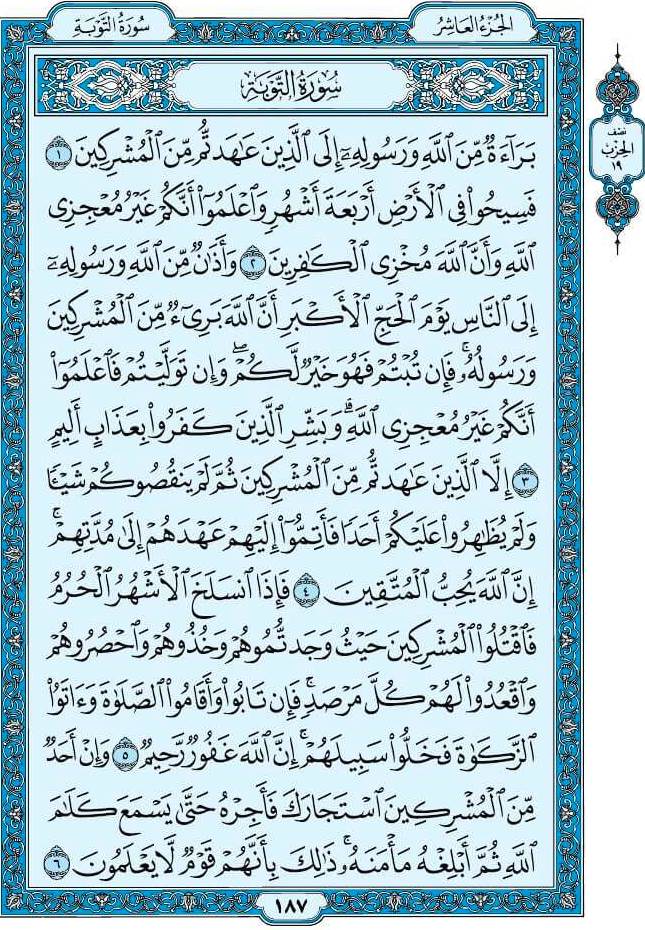 الجُزْءُ العَاشِرُ
سُورَةُ التَّوْبَةِ
سُورَةُ التَّوْبَةِ
نصف
الحزب
١٩
بَرَآءَةٌ مِّنَ ٱللَّهِ وَرَسُولِهِۦٓ إِلَى ٱلَّذِينَ عَٰهَدتُّم مِّنَ ٱلْمُشْرِكِينَ ١
فَسِيحُوا۟ فِى ٱلْأَرْضِ أَرْبَعَةَ أَشْهُرٍ وَٱعْلَمُوٓا۟ أَنَّكُمْ غَيْرُ مُعْجِزِى
ٱللَّهِ وَأَنَّ ٱللَّهَ مُخْزِى ٱلْكَٰفِرِينَ ٢ وَأَذَٰنٌ مِّنَ ٱللَّهِ وَرَسُولِهِۦٓ
إِلَى ٱلنَّاسِ يَوْمَ ٱلْحَجِّ ٱلْأَكْبَرِ أَنَّ ٱللَّهَ بَرِىٓءٌ مِّنَ ٱلْمُشْرِكِينَ
وَرَسُولُهُۥ ۚ فَإِن تُبْتُمْ فَهُوَ خَيْرٌ لَّكُمْ ۖ وَإِن تَوَلَّيْتُمْ فَٱعْلَمُوٓا۟
أَنَّكُمْ غَيْرُ مُعْجِزِى ٱللَّهِ ۗ وَبَشِّرِ ٱلَّذِينَ كَفَرُوا۟ بِعَذَابٍ أَلِيمٍ
٣ إِلَّا ٱلَّذِينَ عَٰهَدتُّم مِّنَ ٱلْمُشْرِكِينَ ثُمَّ لَمْ يَنقُصُوكُمْ شَيْـًٔا
وَلَمْ يُظَٰهِرُوا۟ عَلَيْكُمْ أَحَدًا فَأَتِمُّوٓا۟ إِلَيْهِمْ عَهْدَهُمْ إِلَىٰ مُدَّتِهِمْ ۚ
إِنَّ ٱللَّهَ يُحِبُّ ٱلْمُتَّقِينَ ٤ فَإِذَا ٱنسَلَخَ ٱلْأَشْهُرُ ٱلْحُرُمُ
فَٱقْتُلُوا۟ ٱلْمُشْرِكِينَ حَيْثُ وَجَدتُّمُوهُمْ وَخُذُوهُمْ وَٱحْصُرُوهُمْ
وَٱقْعُدُوا۟ لَهُمْ كُلَّ مَرْصَدٍ ۚ فَإِن تَابُوا۟ وَأَقَامُوا۟ ٱلصَّلَوٰةَ وَءَاتَوُا۟
ٱلزَّكَوٰةَ فَخَلُّوا۟ سَبِيلَهُمْ ۚ إِنَّ ٱللَّهَ غَفُورٌ رَّحِيمٌ ٥ وَإِنْ أَحَدٌ
مِّنَ ٱلْمُشْرِكِينَ ٱسْتَجَارَكَ فَأَجِرْهُ حَتَّىٰ يَسْمَعَ كَلَٰمَ
ٱللَّهِ ثُمَّ أَبْلِغْهُ مَأْمَنَهُۥ ۚ ذَٰلِكَ بِأَنَّهُمْ قَوْمٌ لَّا يَعْلَمُونَ ٦
١٨٧